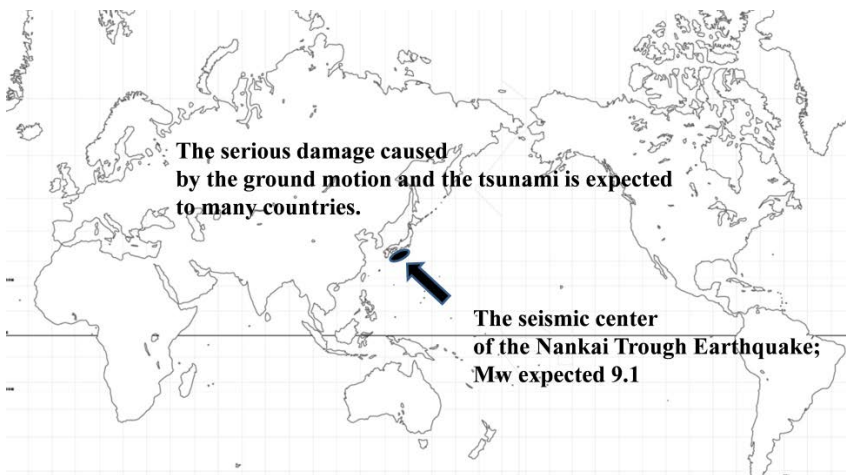 The serious damage caused
by the ground motion and the tsunami is expected
to many countries.
The seismic center
of the Nankai Trough Earthquake;
Mw expected 9.1